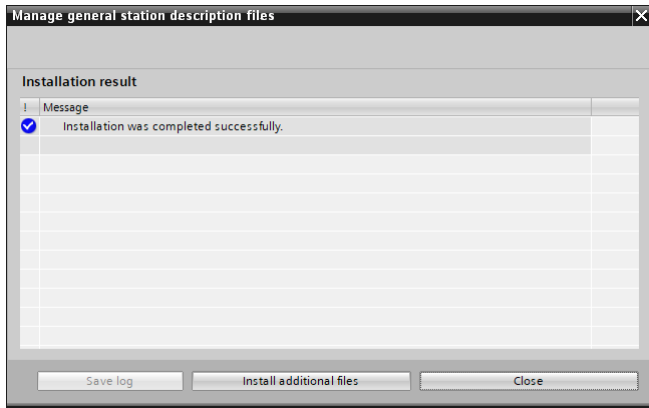 Manage general station description files
Installation result
! Message
Installation was completed successfully.
Save log
Install additional files
Close